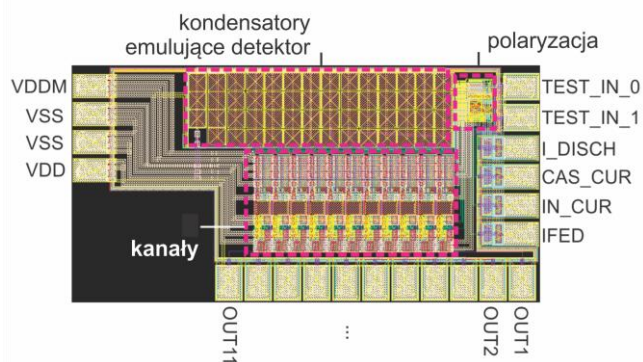 kondensatory
emulujące detektor
polaryzacja
VDDM
VSS
VSS
VDD
TEST_IN_0
TEST_IN_1
I_DISCH
CAS_CUR
IN_CUR
IFED
kanały
OUT11
...
OUT2
OUT1